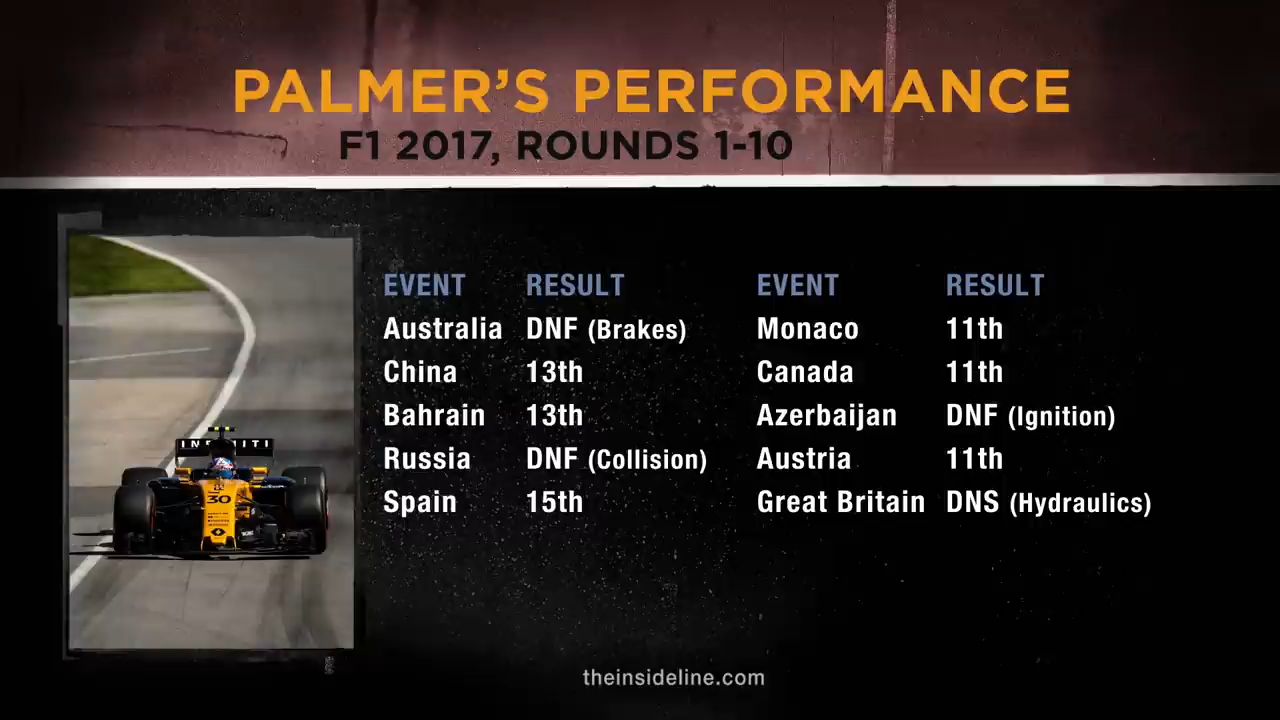 PALMER'S PERFORMANCE
F1 2017, ROUNDS 1-10
EVENT RESULT EVENT RESULT
Australia DNF (Brakes) Monaco 11th
China 13th Canada 11th
Bahrain 13th Azerbaijan DNF (Ignition)
Russia DNF (Collision) Austria 11th
Spain 15th Great Britain DNS (Hydraulics)
INFINITI
30
theinsideline.com